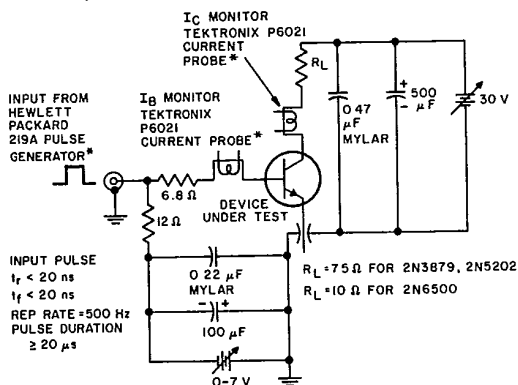 IC MONITOR
TEKTRONIX P6021
CURRENT
PROBE*
RL
IB MONITOR
TEKTRONIX
P6021
CURRENT PROBE*
INPUT FROM
HEWLETT
PACKARD
219A PULSE
GENERATOR*
0.47
µF
MYLAR
+
500
µF
-
30 V
6.8 Ω
DEVICE
UNDER TEST
12Ω
INPUT PULSE
tr < 20 ns
tf < 20 ns
REP RATE = 500 Hz
PULSE DURATION
≥ 20 µs
0.22 µF
MYLAR
- +
100 µF
0-7 V
RL = 75 Ω FOR 2N3879, 2N5202
RL = 10 Ω FOR 2N6500